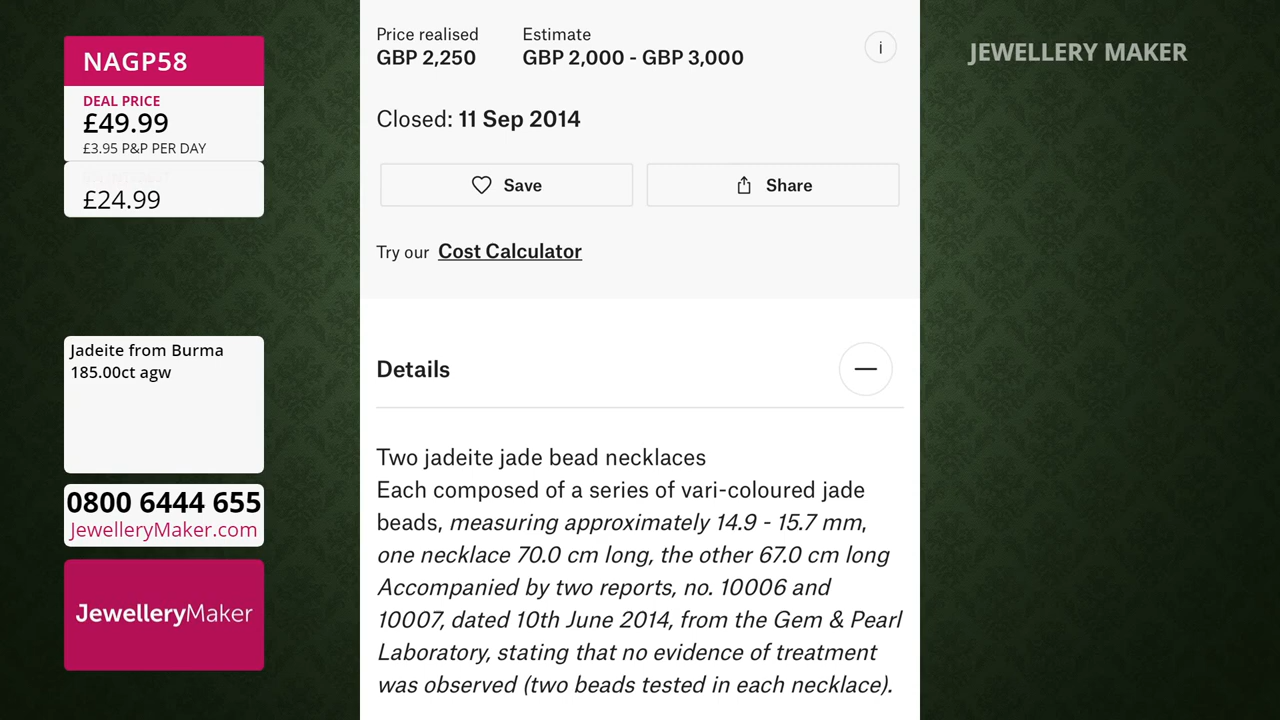 NAGP58
DEAL PRICE
£49.99
£3.95 P&P PER DAY
£24.99
Jadeite from Burma
185.00ct agw
0800 6444 655
JewelleryMaker.com
JewelleryMaker
Price realised
GBP 2,250
Estimate
GBP 2,000 - GBP 3,000
i
Closed: 11 Sep 2014
Save
Share
Try our Cost Calculator
Details
Two jadeite jade bead necklaces
Each composed of a series of vari-coloured jade
beads, measuring approximately 14.9 - 15.7 mm,
one necklace 70.0 cm long, the other 67.0 cm long
Accompanied by two reports, no. 10006 and
10007, dated 10th June 2014, from the Gem & Pearl
Laboratory, stating that no evidence of treatment
was observed (two beads tested in each necklace).
JEWELLERY MAKER